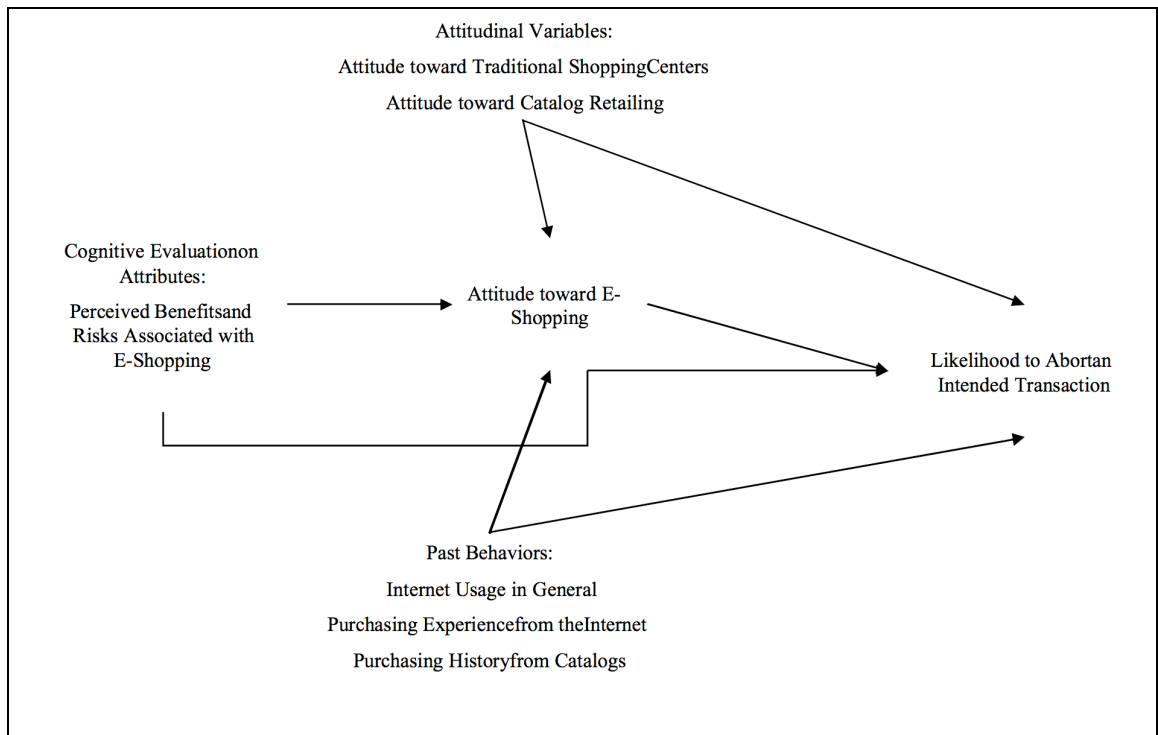 Attitudinal Variables:
Attitude toward Traditional ShoppingCenters
Attitude toward Catalog Retailing
Cognitive Evaluationon
Attributes:
Perceived Benefitsand
Risks Associated with
E-Shopping
Attitude toward E-
Shopping
Likelihood to Abortan
Intended Transaction
Past Behaviors:
Internet Usage in General
Purchasing Experiencefrom theInternet
Purchasing Historyfrom Catalogs